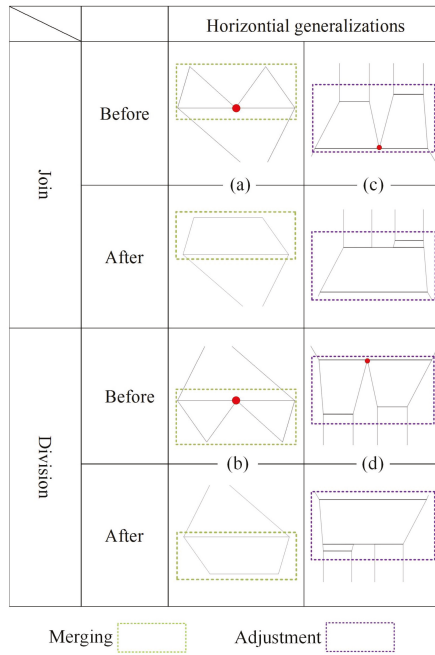 Horizontial generalizations
Join
Before
(a)
(c)
After
Division
Before
(b)
(d)
After
Merging
Adjustment